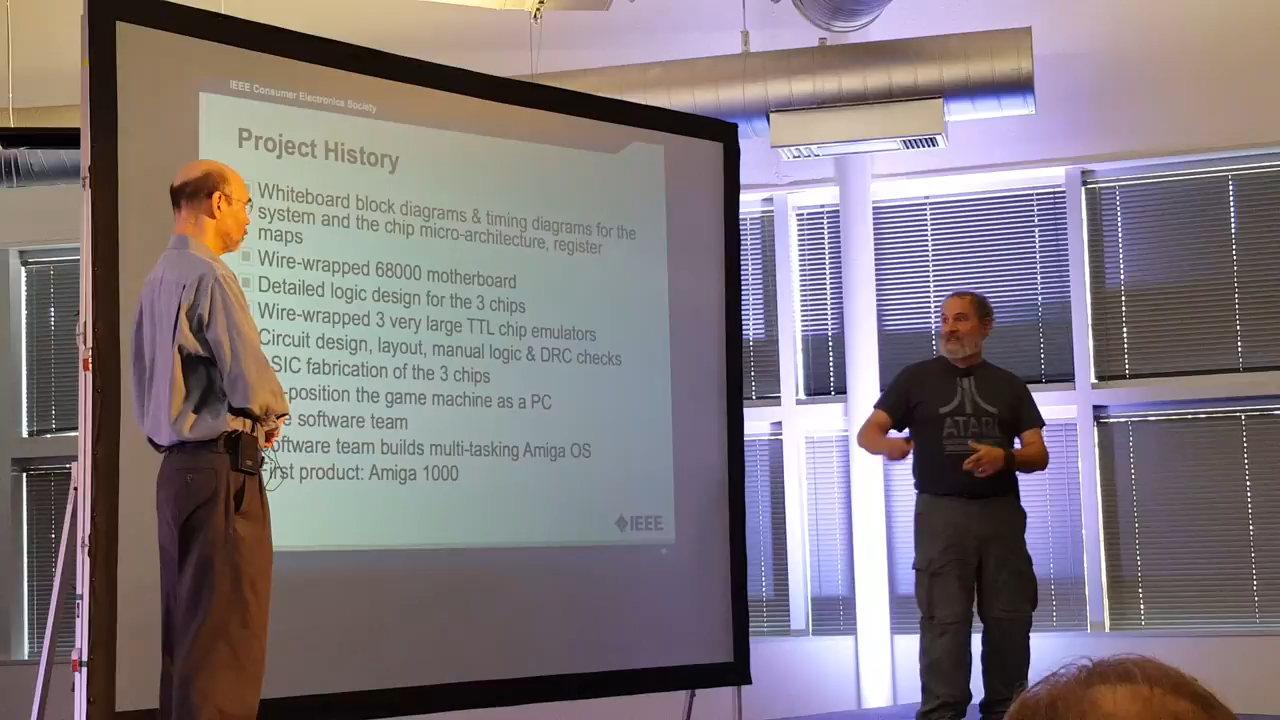 IEEE Consumer Electronics Society
Project History
Whiteboard block diagrams & timing diagrams for the
system and the chip micro-architecture, register
maps
Wire-wrapped 68000 motherboard
Detailed logic design for the 3 chips
Wire-wrapped 3 very large TTL chip emulators
Circuit design, layout, manual logic & DRC checks
SIC fabrication of the 3 chips
-position the game machine as a PC
e software team
oftware team builds multi-tasking Amiga OS
rst product: Amiga 1000
IEEE
ATARI